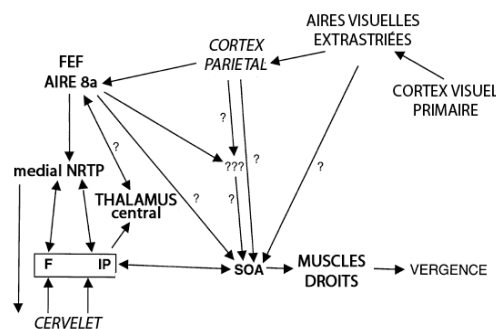 AIRES VISUELLES
EXTRASTRIÉES
CORTEX
PARIETAL
FEF
AIRE 8a
CORTEX VISUEL
PRIMAIRE
?
?
???
?
?
medial NRTP
THALAMUS
central
?
?
F IP
SOA
MUSCLES
DROITS
VERGENCE
CERVELET